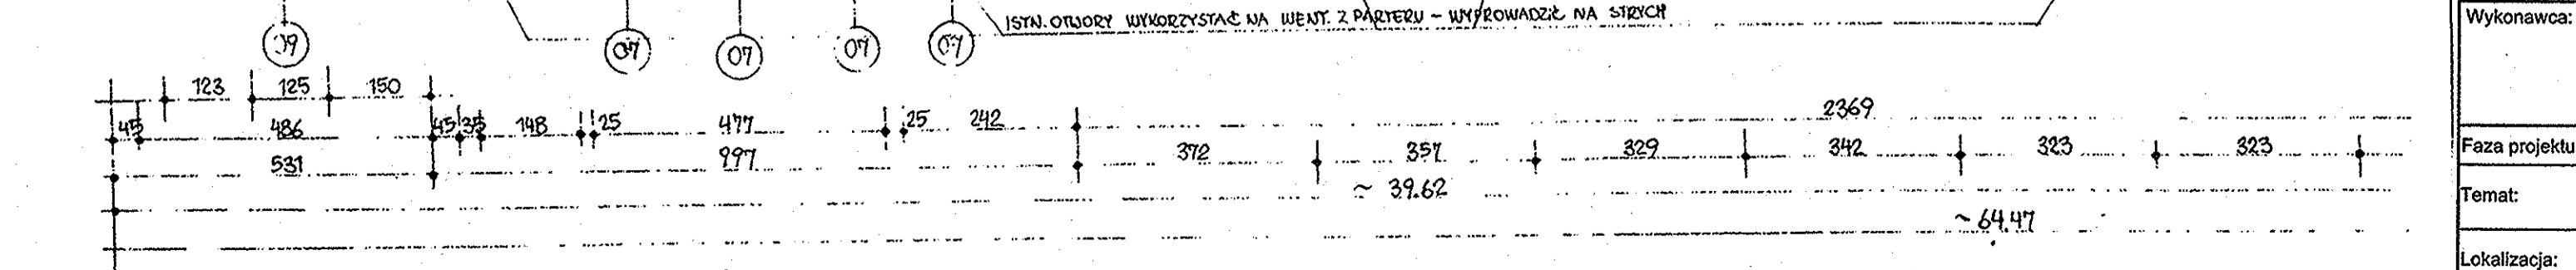 ISTN. OTWORY WYKORZYSTAĆ NA WENT. Z PARTERU – WYPROWADZIĆ NA STRYCH
09 07 07 07 07
123 125 150
45 486 45 35 148 25 477 25 242 2369
531 997 372 357 329 342 323 323
~ 39.62
~ 64.47
Wykonawca:
Faza projektu
Temat:
Lokalizacja: